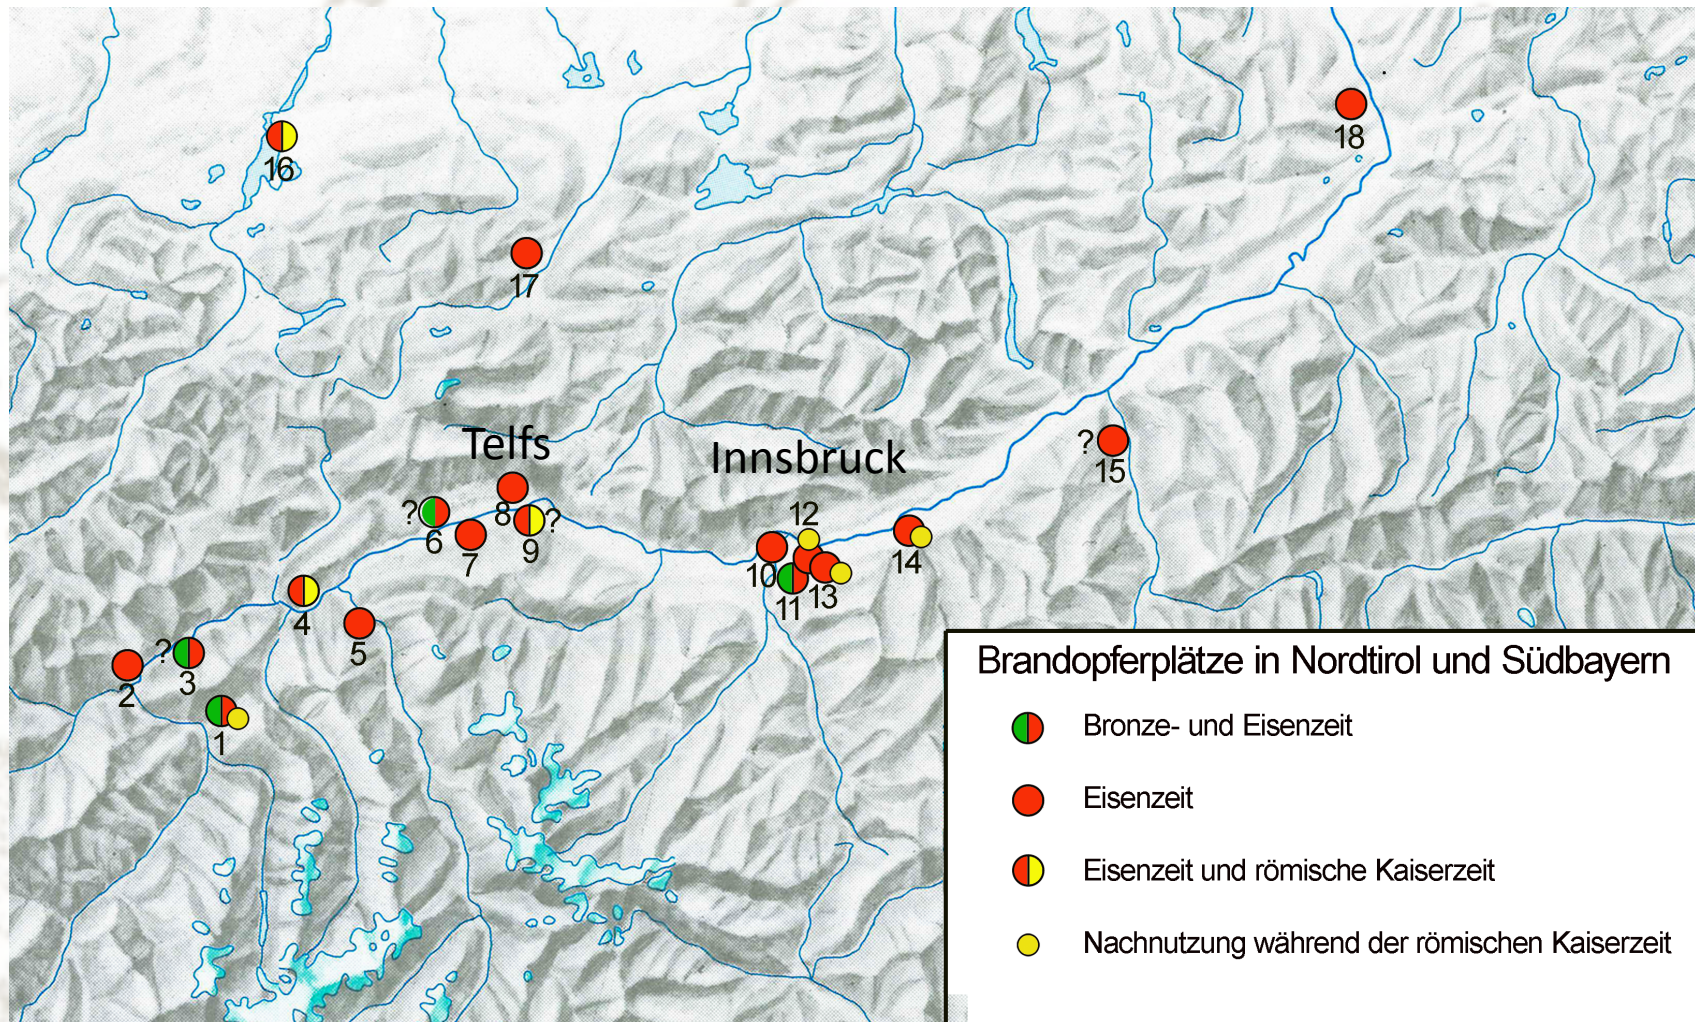 16
18
17
Telfs
Innsbruck
? 15
12
? 6
8
9 ?
7
10
11
13
14
4
5
? 3
2
1
Brandopferplätze in Nordtirol und Südbayern
Bronze- und Eisenzeit
Eisenzeit
Eisenzeit und römische Kaiserzeit
Nachnutzung während der römischen Kaiserzeit